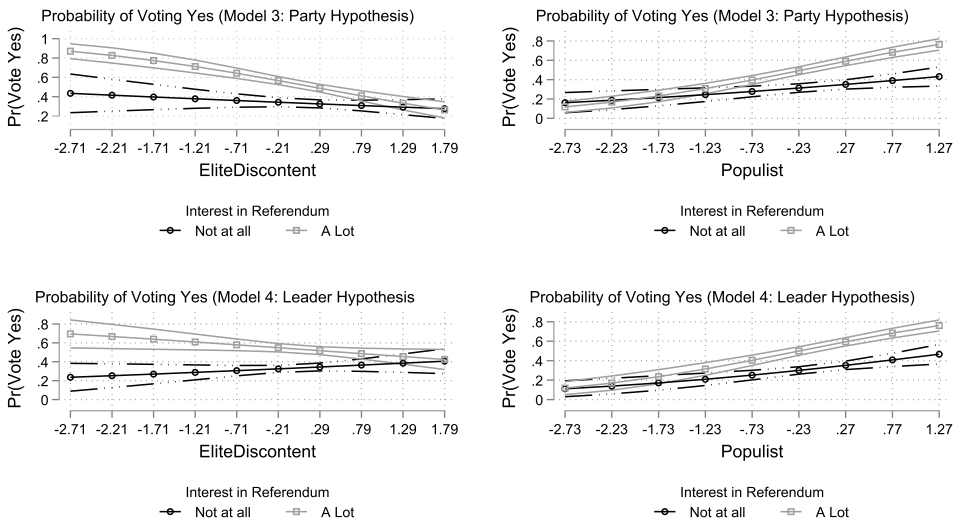 Probability of Voting Yes (Model 3: Party Hypothesis)
Pr(Vote Yes)
1
.8
.6
.4
.2
-2.71 -2.21 -1.71 -1.23 -.71 -.21 .29 .79 1.29 1.79
EliteDiscontent
Interest in Referendum
Not at all A Lot
Probability of Voting Yes (Model 3: Party Hypothesis)
Pr(Vote Yes)
.8
.6
.4
.2
0
-2.73 -2.23 -1.73 -1.23 -.73 -.23 .27 .77 1.27
Populist
Interest in Referendum
Not at all A Lot
Probability of Voting Yes (Model 4: Leader Hypothesis
Pr(Vote Yes)
.8
.6
.4
.2
0
-2.71 -2.21 -1.71 -1.21 -.71 -.21 .29 .79 1.29 1.79
EliteDiscontent
Interest in Referendum
Not at all A Lot
Probability of Voting Yes (Model 4: Leader Hypothesis)
Pr(Vote Yes)
.8
.6
.4
.2
0
-2.73 -2.23 -1.73 -1.23 -.73 -.23 .27 .77 1.27
Populist
Interest in Referendum
Not at all A Lot